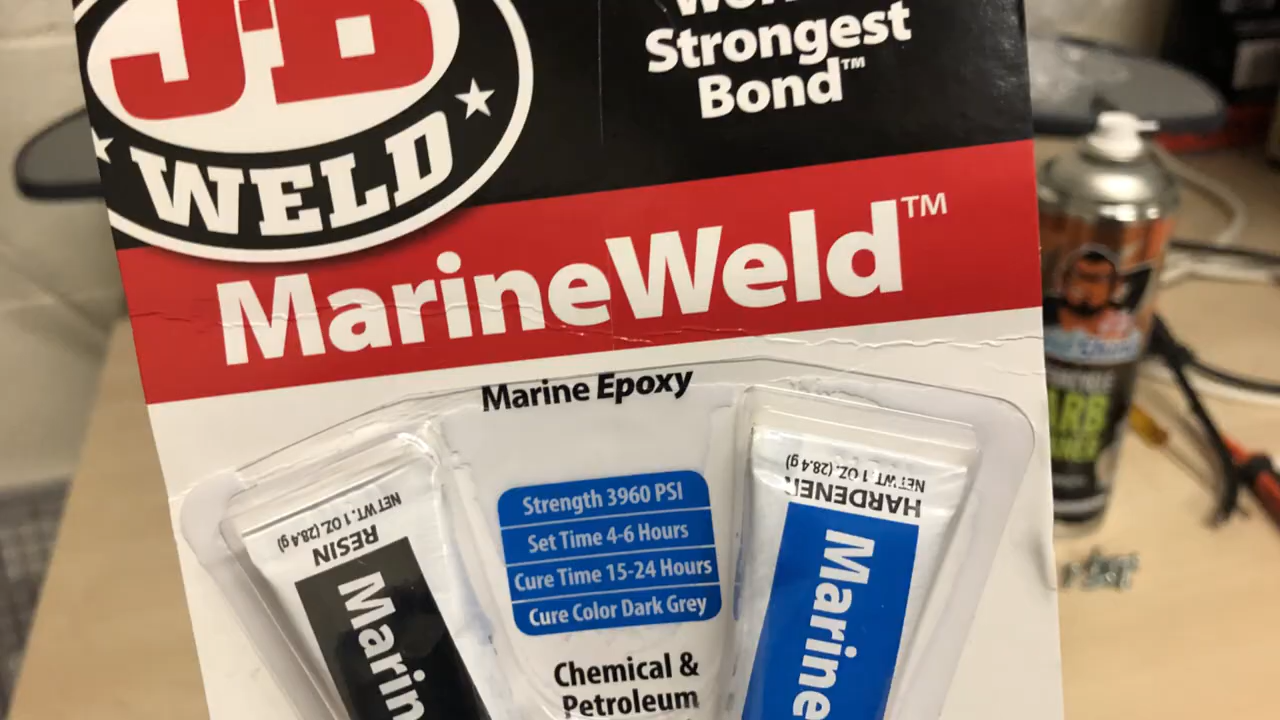 J-B
WELD
Strongest
Bond™
MarineWeld™
Marine Epoxy
Strength 3960 PSI
Set Time 4-6 Hours
Cure Time 15-24 Hours
Cure Color Dark Grey
Chemical &
Petroleum
NET WT. 1 OZ. (28.4 g)
RESIN
NET WT. 1 OZ. (28.4 g)
HARDENER
Marine